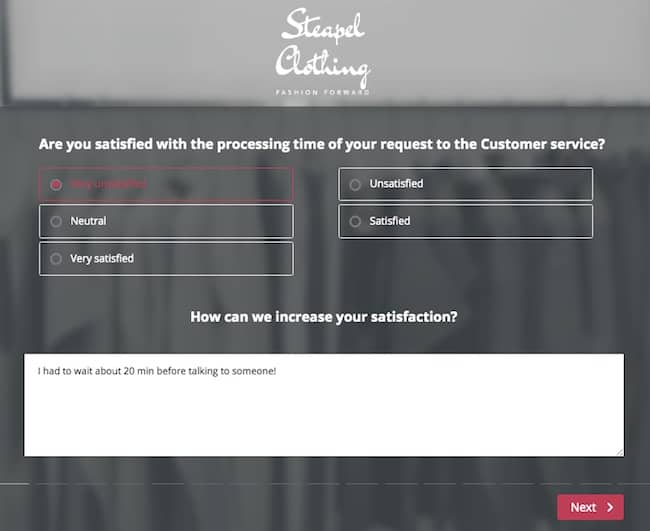 Steapel
Clothing
FASHION FORWARD
Are you satisfied with the processing time of your request to the Customer service?
Very unsatisfied
Unsatisfied
Neutral
Satisfied
Very satisfied
How can we increase your satisfaction?
I had to wait about 20 min before talking to someone!
Next